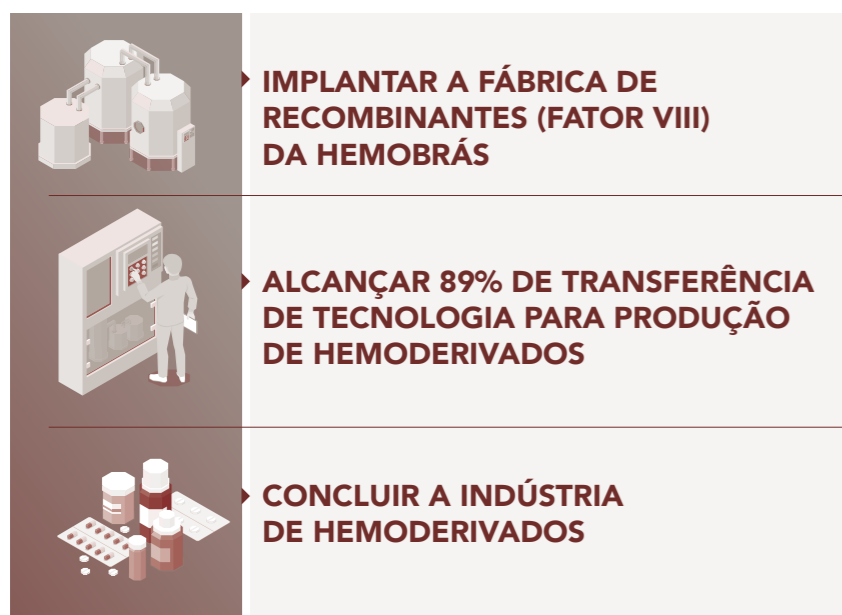 IMPLANTAR A FÁBRICA DE
RECOMBINANTES (FATOR VIII)
DA HEMOBRÁS
ALCANÇAR 89% DE TRANSFERÊNCIA
DE TECNOLOGIA PARA PRODUÇÃO
DE HEMODERIVADOS
CONCLUIR A INDÚSTRIA
DE HEMODERIVADOS